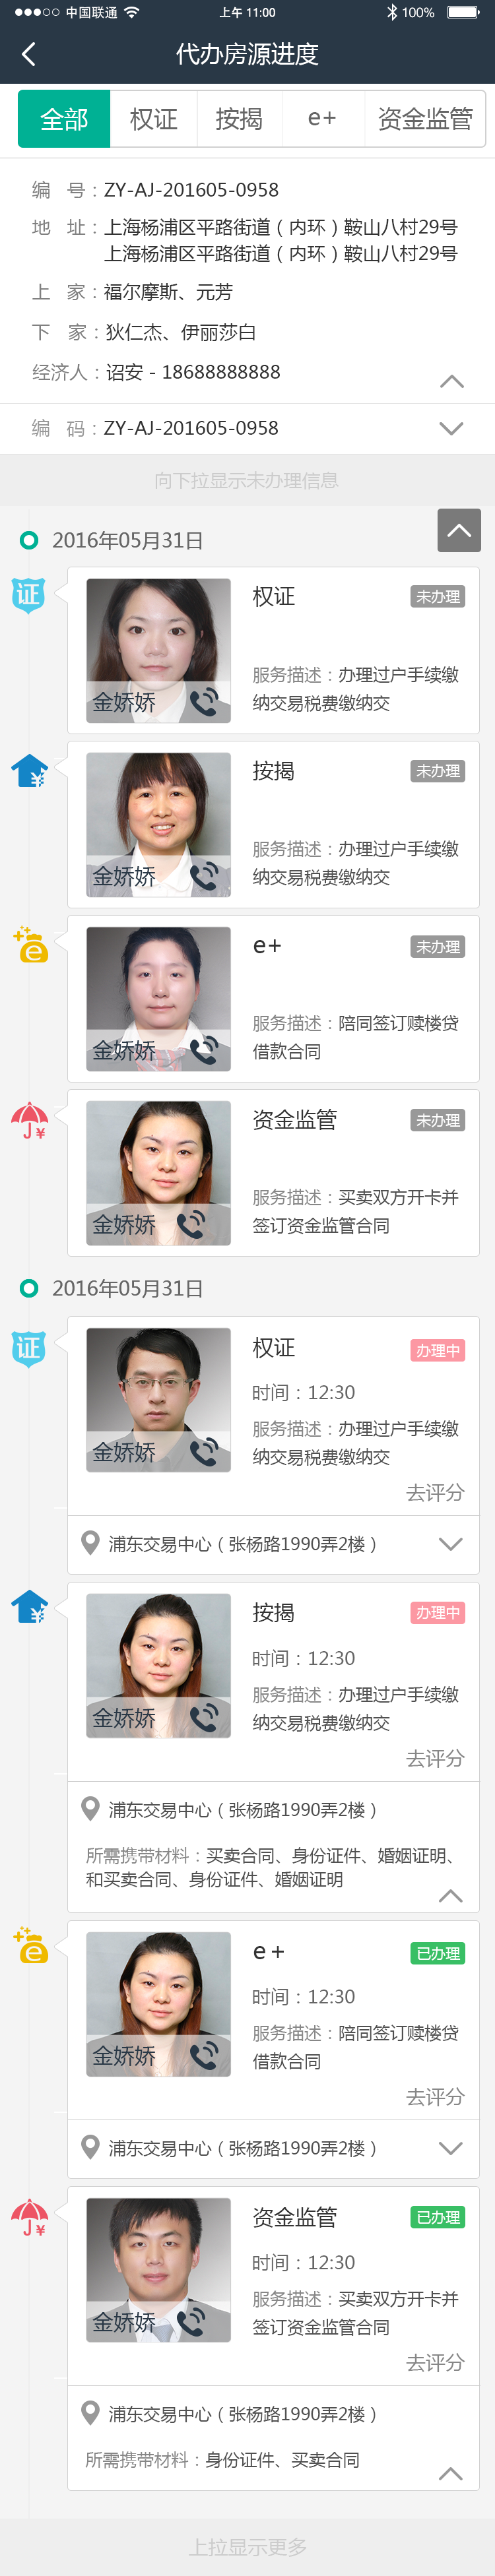 中国联通 上午 11:00 100%
代办房源进度
全部 权证 按揭 e+ 资金监管
编 号：ZY-AJ-201605-0958
地 址：上海杨浦区平路街道（内环）鞍山八村29号
上海杨浦区平路街道（内环）鞍山八村29号
上 家：福尔摩斯、元芳
下 家：狄仁杰、伊丽莎白
经济人：诏安 - 18688888888
编 码：ZY-AJ-201605-0958
向下拉显示未办理信息
2016年05月31日
证
权证 未办理
服务描述：办理过户手续缴
纳交易税费缴纳交
金娇娇
¥
按揭 未办理
服务描述：办理过户手续缴
纳交易税费缴纳交
金娇娇
e
e+ 未办理
服务描述：陪同签订赎楼贷
借款合同
金娇娇
¥
资金监管 未办理
服务描述：买卖双方开卡并
签订资金监管合同
金娇娇
2016年05月31日
证
权证 办理中
时间：12:30
服务描述：办理过户手续缴
纳交易税费缴纳交
金娇娇
去评分
浦东交易中心（张杨路1990弄2楼）
¥
按揭 办理中
时间：12:30
服务描述：办理过户手续缴
纳交易税费缴纳交
金娇娇
去评分
浦东交易中心（张杨路1990弄2楼）
所需携带材料：买卖合同、身份证件、婚姻证明、
和买卖合同、身份证件、婚姻证明
e
e+ 已办理
时间：12:30
服务描述：陪同签订赎楼贷
借款合同
金娇娇
去评分
浦东交易中心（张杨路1990弄2楼）
¥
资金监管 已办理
时间：12:30
服务描述：买卖双方开卡并
签订资金监管合同
金娇娇
去评分
浦东交易中心（张杨路1990弄2楼）
所需携带材料：身份证件、买卖合同
上拉显示更多